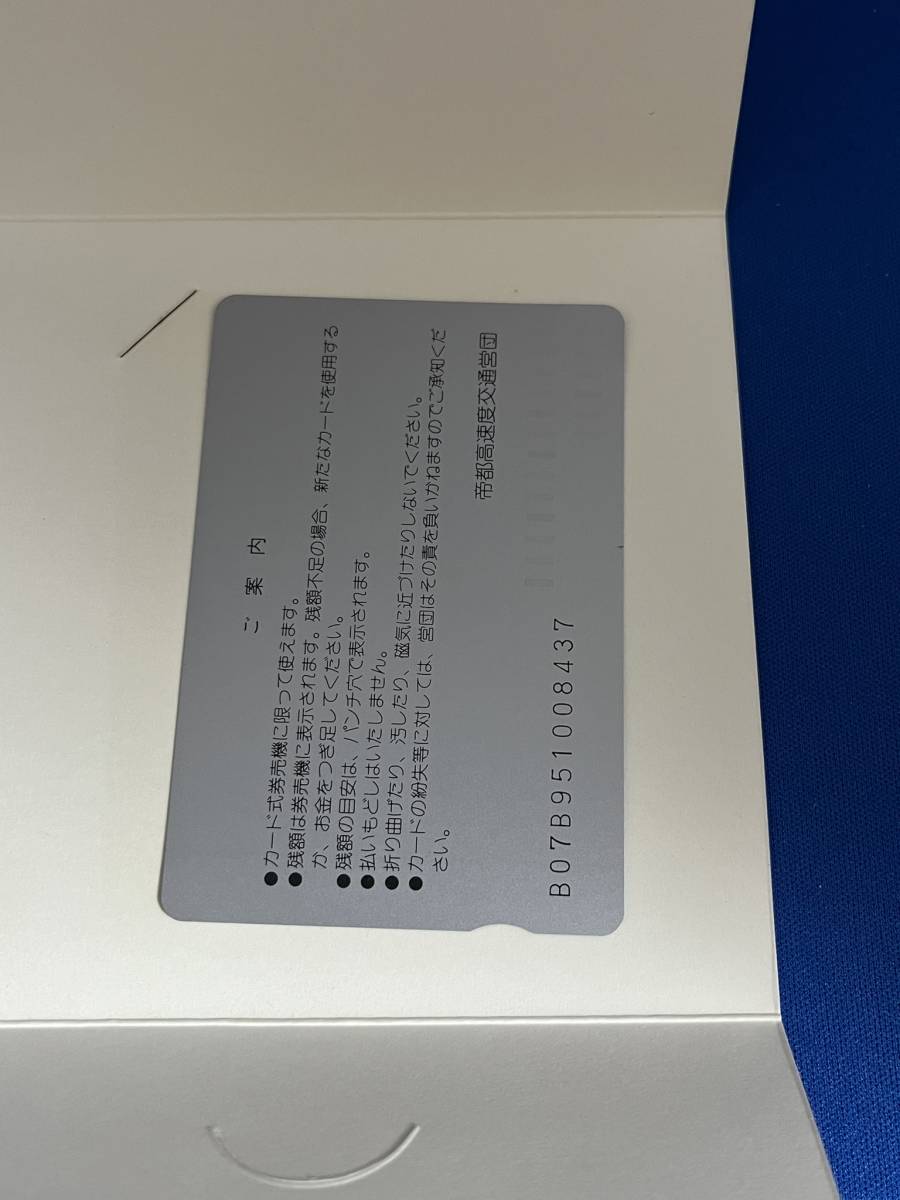 ご案内
●カード式券売機に限って使えます。
●残額は券売機に表示されます。残額不足の場合、新たなカードを使用する
か、お金をつぎ足してください。
●残額の目安は、パンチ穴で表示されます。
●払いもどしはいたしません。
●折り曲げたり、汚したり、磁気に近づけたりしないでください。
●カードの紛失等に対しては、営団はその責を負いかねますのでご承知くだ
さい。
帝都高速度交通営団
B07B951008437